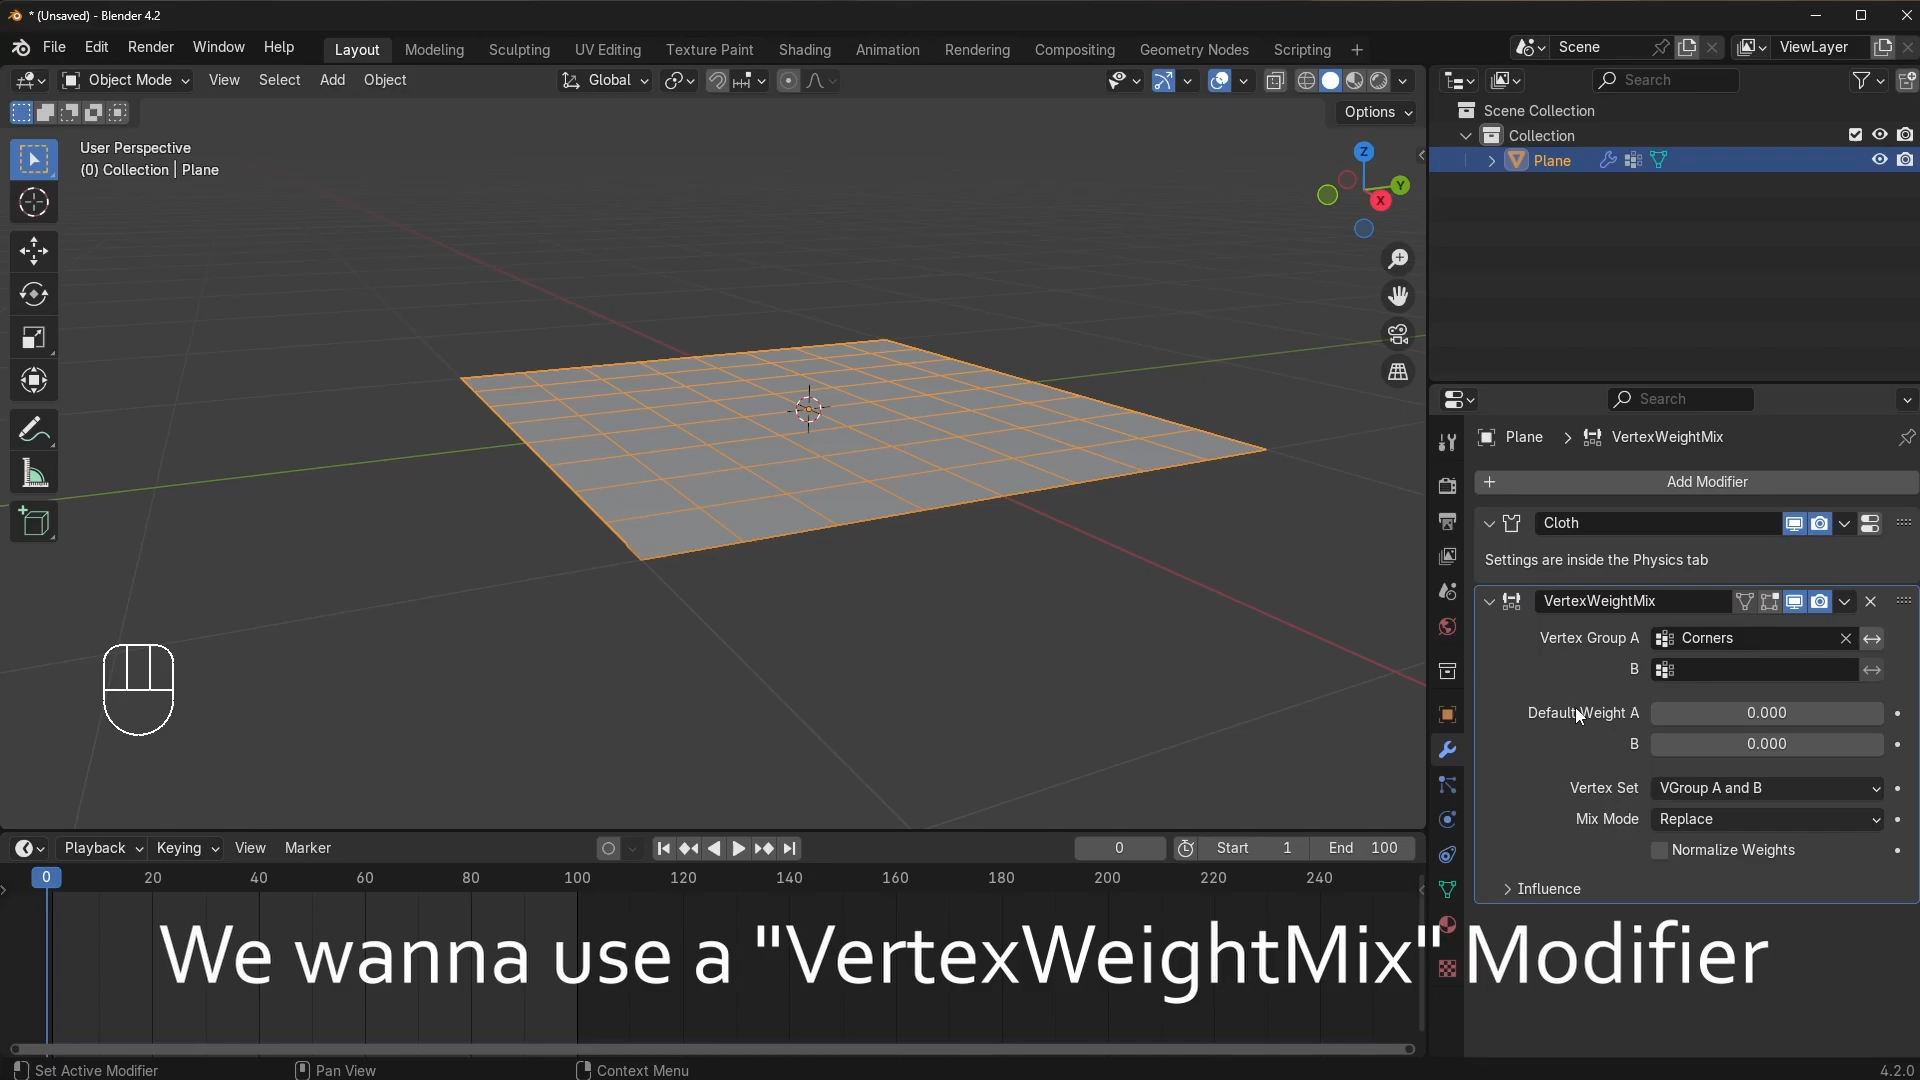 * (Unsaved) - Blender 4.2
File Edit Render Window Help Layout Modeling Sculpting UV Editing Texture Paint Shading Animation Rendering Compositing Geometry Nodes Scripting + Scene ViewLayer
Object Mode View Select Add Object Global Search
Options
User Perspective
(0) Collection | Plane
Z
Y
X
Scene Collection
Collection
Plane
Search
Plane > VertexWeightMix
+ Add Modifier
Cloth
Settings are inside the Physics tab
VertexWeightMix
Vertex Group A Corners
B
Default Weight A 0.000
B 0.000
Vertex Set VGroup A and B
Mix Mode Replace
Normalize Weights
Influence
Playback Keying View Marker 0 Start 1 End 100
0 20 40 60 80 100 120 140 160 180 200 220 240
We wanna use a "VertexWeightMix" Modifier
Set Active Modifier Pan View Context Menu 4.2.0